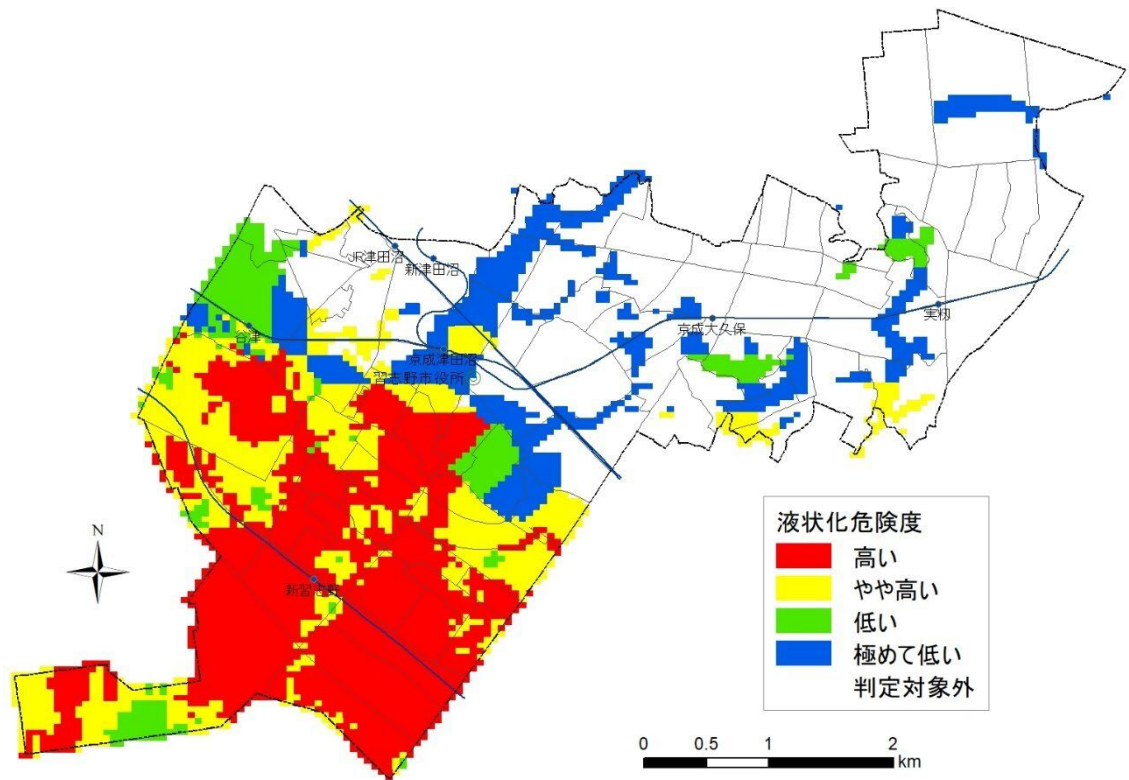 JR津田沼
新津田沼
谷津
京成津田沼
習志野市役所
京成大久保
実籾
新習志野
N
液状化危険度
高い
やや高い
低い
極めて低い
判定対象外
0 0.5 1 2
km